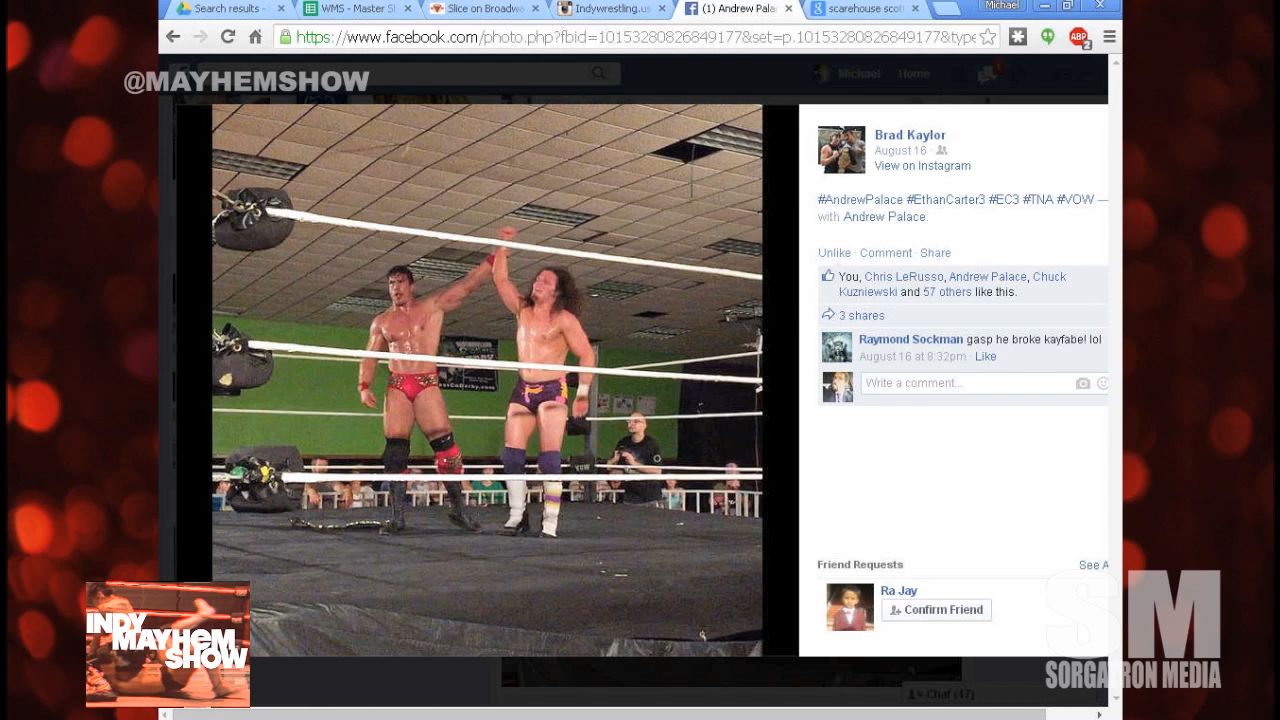 Search results -
WMS - Master S
Slice on Broadwa
Indywrestling.us
(1) Andrew Pala
scarehouse scot
Michael
https://www.facebook.com/photo.php?fbid=10153280826849177&set=p.10153280826849177&type
ABP
2
@MAYHEMSHOW
Michael
Home
Brad Kaylor
August 16
View on Instagram
#AndrewPalace #EthanCarter3 #EC3 #TNA #VOW —
with Andrew Palace.
Unlike · Comment · Share
You, Chris LeRusso, Andrew Palace, Chuck
Kuzniewski and 57 others like this.
3 shares
Raymond Sockman gasp he broke kayfabe! lol
August 16 at 8:32pm · Like
Write a comment...
Friend Requests
See A
Ra Jay
Confirm Friend
INDY
MAYHEM
SHOW
SM
SORGATRON MEDIA
Chat (47)